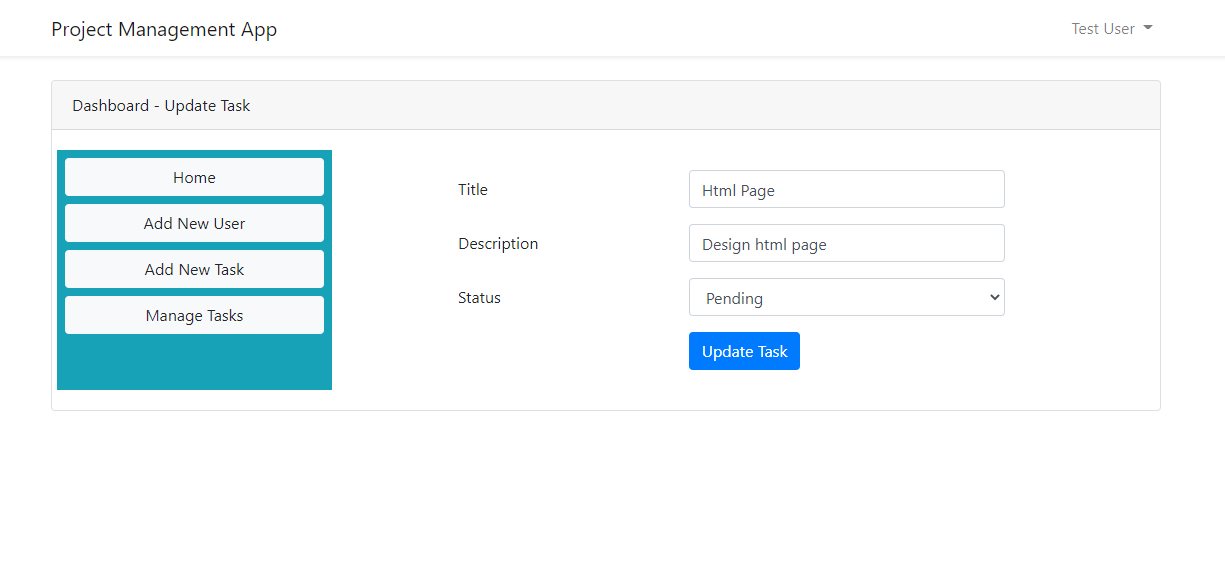 Project Management App
Test User
Dashboard - Update Task
Home
Add New User
Add New Task
Manage Tasks
Title
Html Page
Description
Design html page
Status
Pending
Update Task